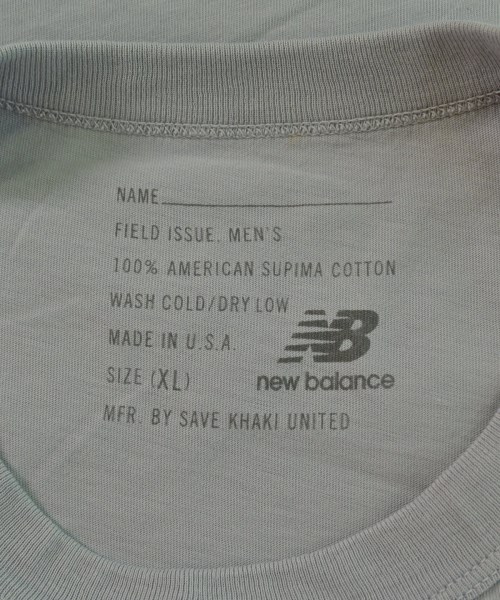 NAME
FIELD ISSUE. MEN'S
100% AMERICAN SUPIMA COTTON
WASH COLD/DRY LOW
MADE IN U.S.A.
NB
new balance
SIZE (XL)
MFR. BY SAVE KHAKI UNITED